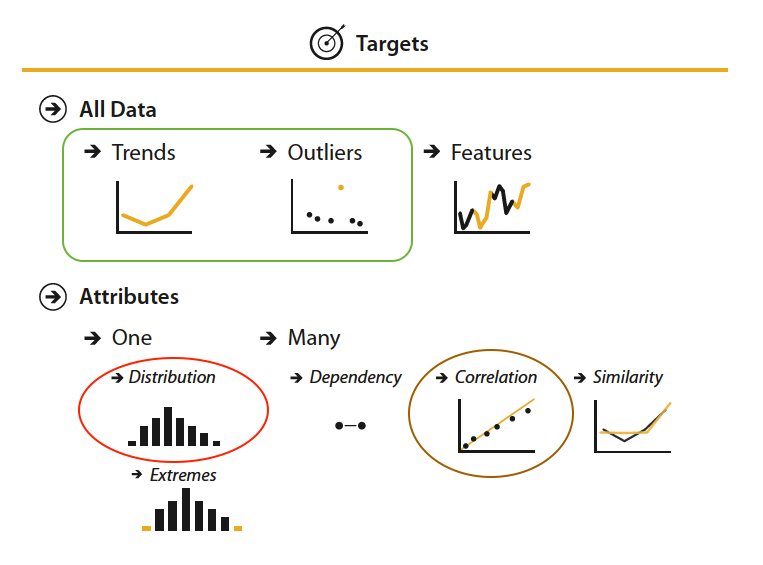 Targets
All Data
Trends
Outliers
Features
Attributes
One
Many
Distribution
Dependency
Correlation
Similarity
Extremes